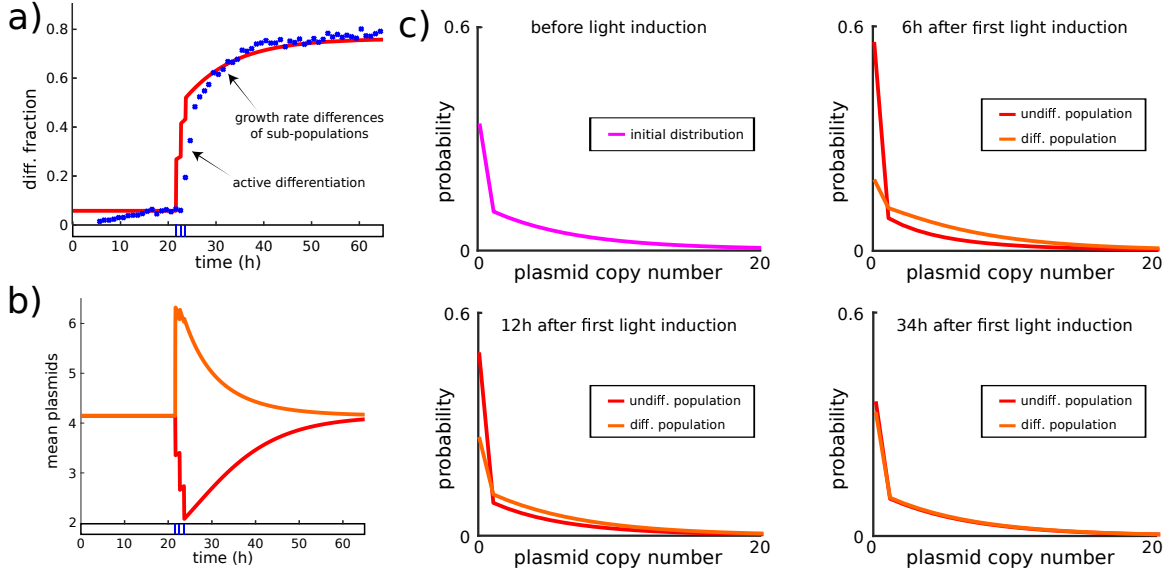 a)
diff. fraction
0.8
0.6
0.4
0.2
0
0 10 20 30 40 50 60
time (h)
growth rate differences
of sub-populations
active differentiation
b)
mean plasmids
6
5
4
3
2
0 10 20 30 40 50 60
time (h)
c)
before light induction
0.6
probability
0
initial distribution
0 20
plasmid copy number
6h after first light induction
0.6
probability
0
undiff. population
diff. population
0 20
plasmid copy number
12h after first light induction
0.6
probability
0
undiff. population
diff. population
0 20
plasmid copy number
34h after first light induction
0.6
probability
0
undiff. population
diff. population
0 20
plasmid copy number